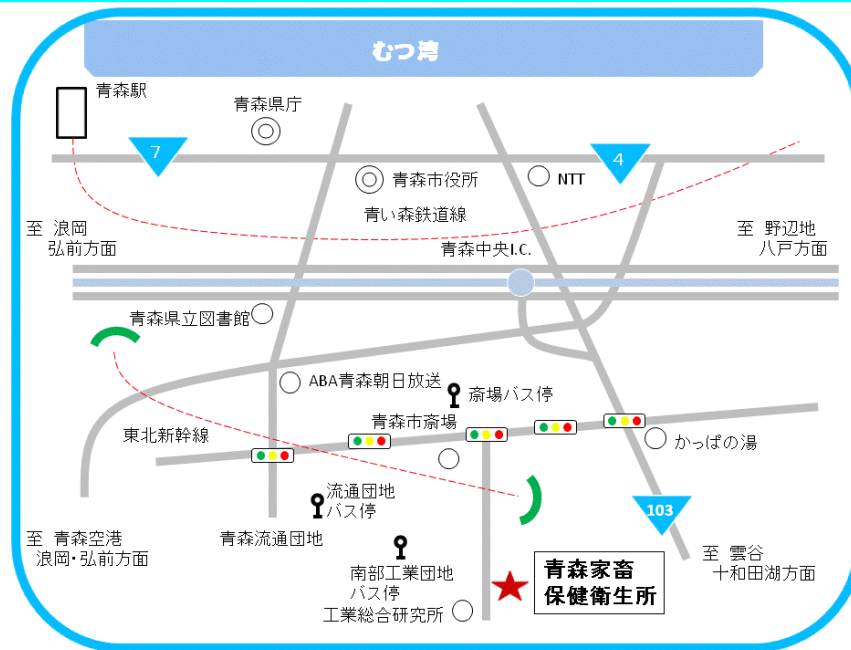 むつ湾
青森駅
青森県庁
7
4
青森市役所
NTT
青い森鉄道線
至 浪岡
弘前方面
青森中央I.C.
至 野辺地
八戸方面
青森県立図書館
ABA青森朝日放送
斎場バス停
青森市斎場
東北新幹線
かっぱの湯
流通団地
バス停
103
至 青森空港
浪岡・弘前方面
青森流通団地
南部工業団地
バス停
工業総合研究所
青森家畜
保健衛生所
至 雲谷
十和田湖方面